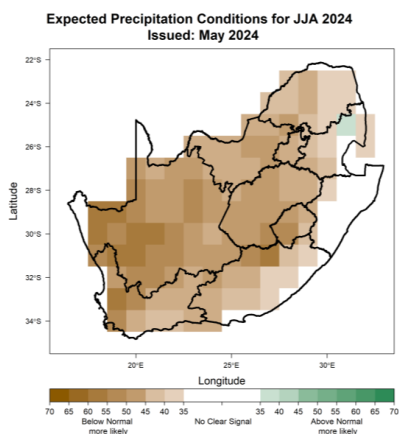 Expected Precipitation Conditions for JJA 2024
Issued: May 2024
22°S
24°S
26°S
28°S
30°S
32°S
34°S
Latitude
20°E 25°E 30°E
Longitude
70 65 60 55 50 45 40 35 35 40 45 50 55 60 65 70
Below Normal No Clear Signal Above Normal
more likely more likely